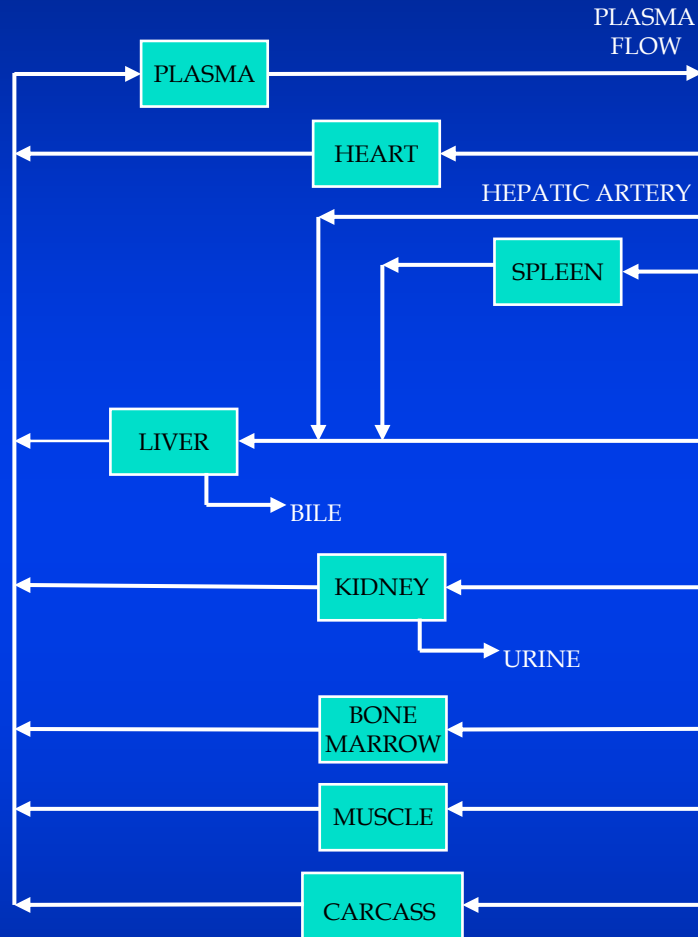 PLASMA
FLOW
PLASMA
HEART
HEPATIC ARTERY
SPLEEN
LIVER
BILE
KIDNEY
URINE
BONE
MARROW
MUSCLE
CARCASS